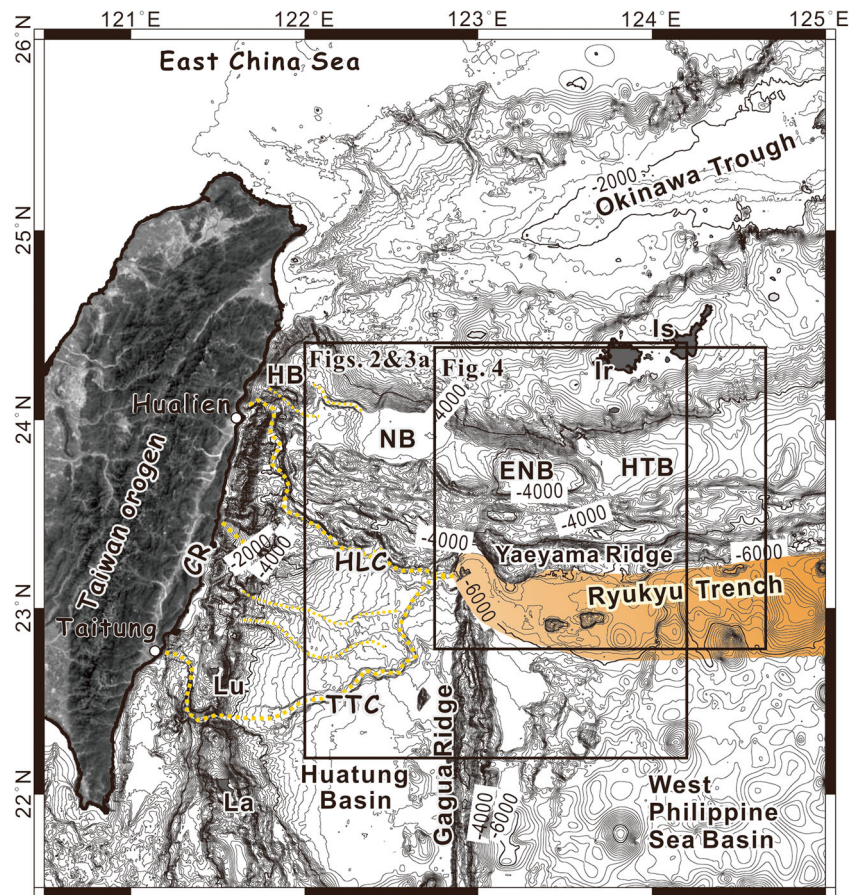 121°E
122°E
123°E
124°E
125°E
26°N
25°N
24°N
23°N
22°N
East China Sea
Okinawa Trough
-2000
Is
Ir
Figs. 2&3a
Fig. 4
HB
Hualien
4000
NB
ENB
HTB
-4000
-4000
-4000
Taiwan orogen
CR
-2000
-4000
HLC
Yaeyama Ridge
-6000
Ryukyu Trench
-6000
Taitung
Lu
TTC
Gagua Ridge
Huatung
Basin
La
-4000
-6000
West
Philippine
Sea Basin